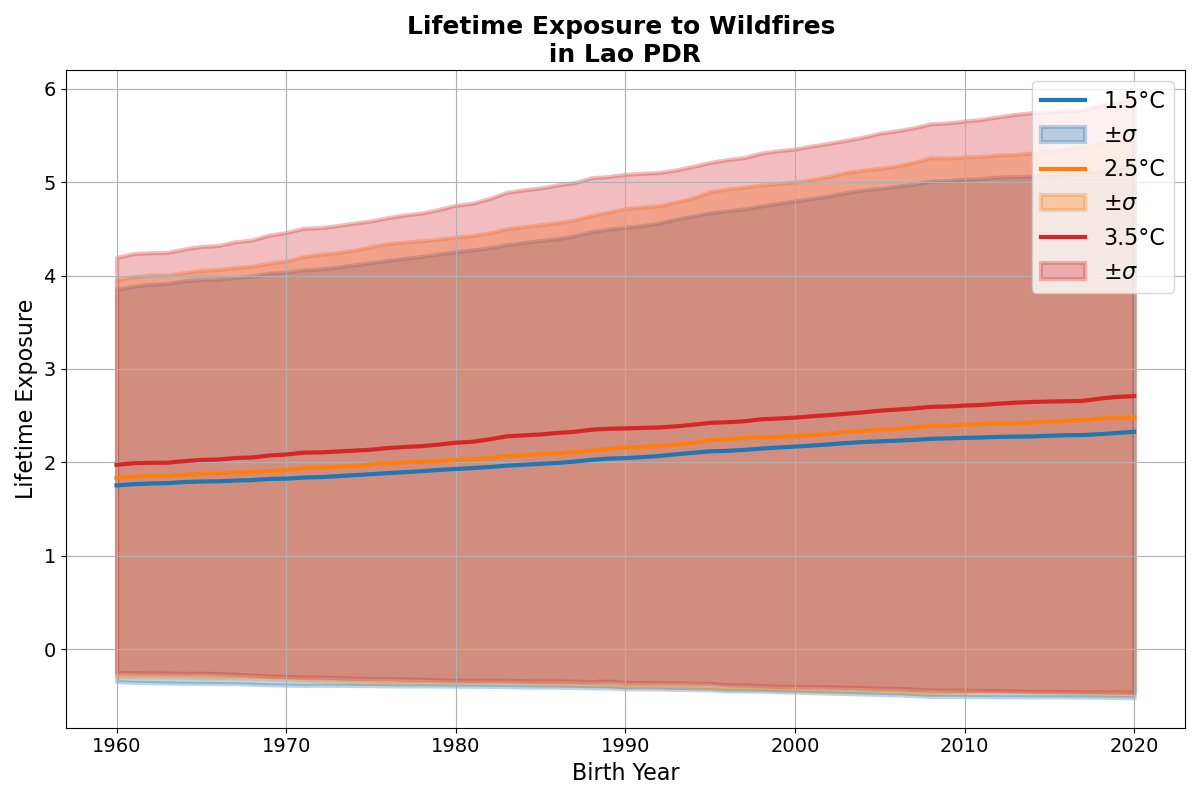 Lifetime Exposure to Wildfires
in Lao PDR
6
5
4
3
2
1
0
Lifetime Exposure
1.5°C
±σ
2.5°C
±σ
3.5°C
±σ
1960 1970 1980 1990 2000 2010 2020
Birth Year